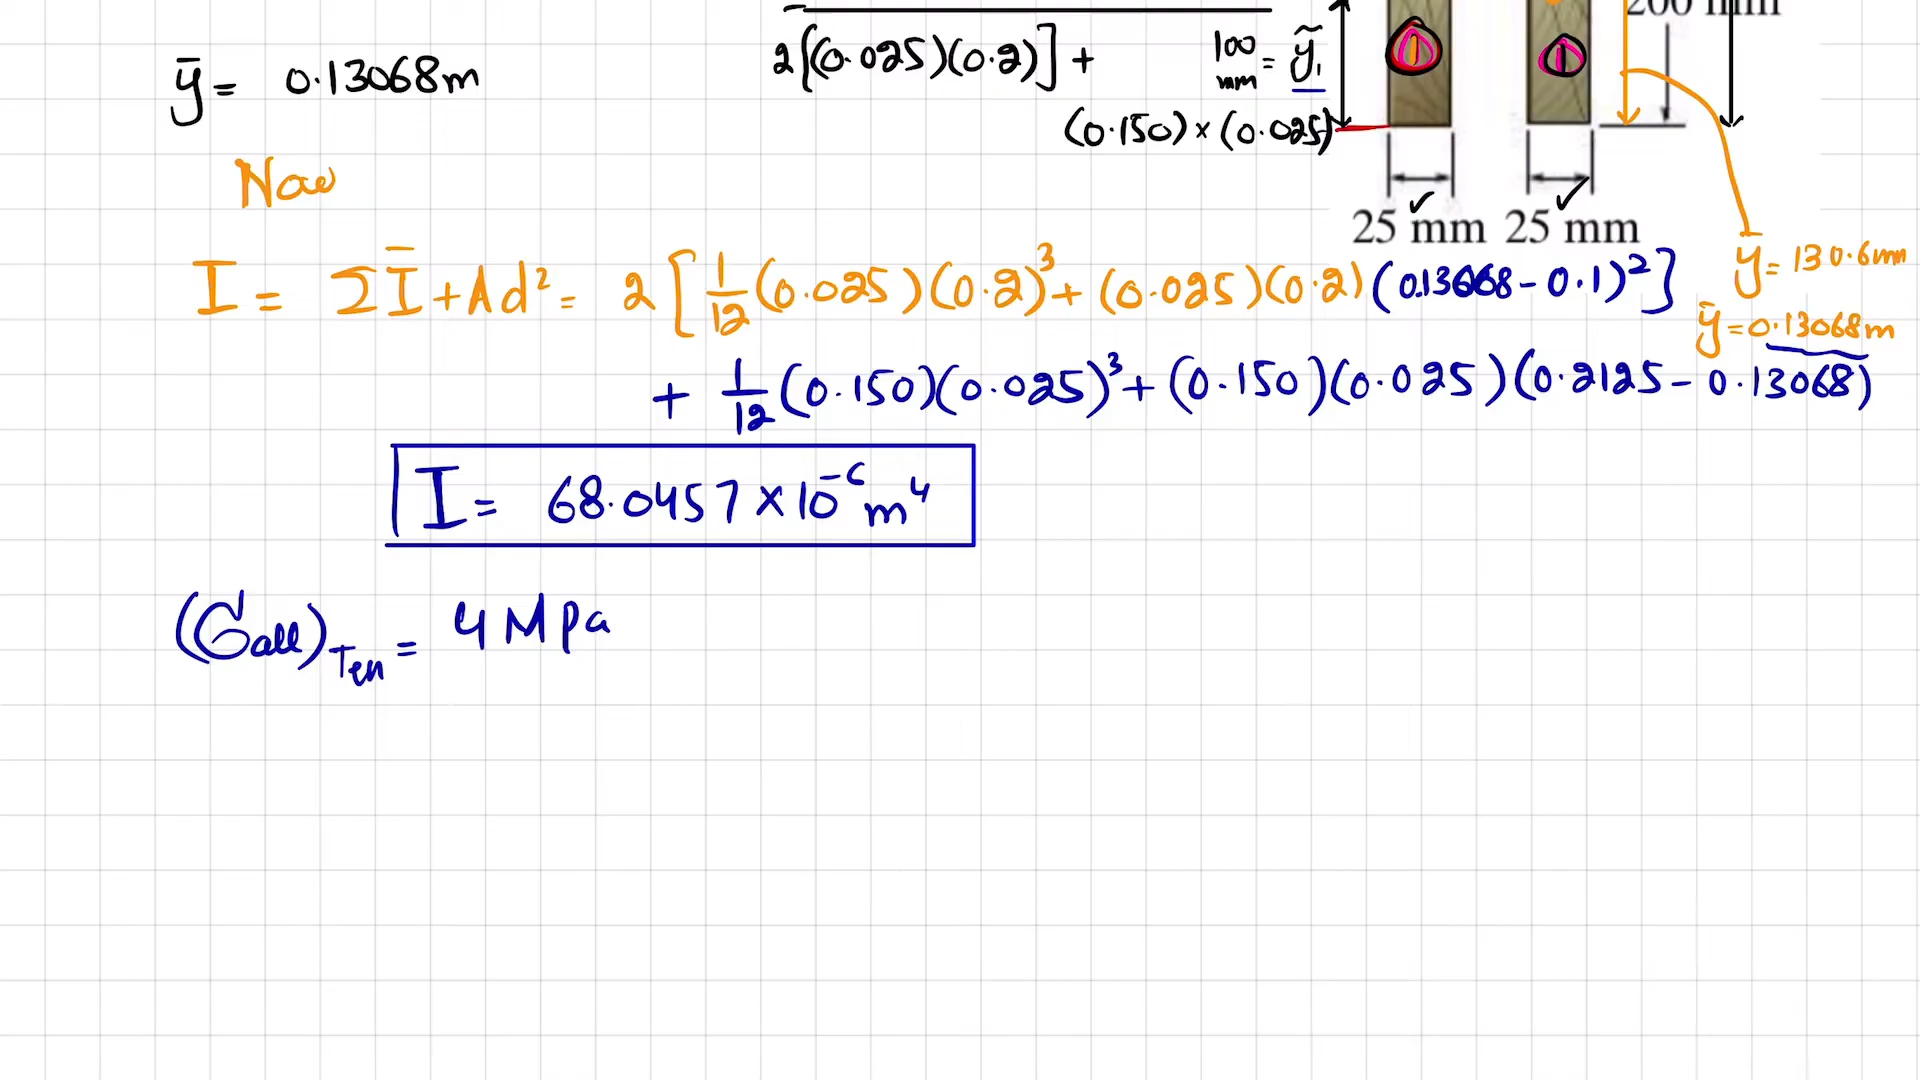 200 mm
2[(0.025)(0.2)] +
100 mm = ỹ₁
ȳ = 0.13068m
(0.150) × (0.025)
Now
25 mm 25 mm
ȳ = 130.6mm
I = ΣĪ + Ad² = 2[1/12 (0.025)(0.2)³ + (0.025)(0.2)(0.13068 - 0.1)²]
ȳ = 0.13068m
+ 1/12 (0.150)(0.025)³ + (0.150)(0.025)(0.2125 - 0.13068)
I = 68.0457 × 10⁻⁶ m⁴
(σall)Ten = 4 MPa